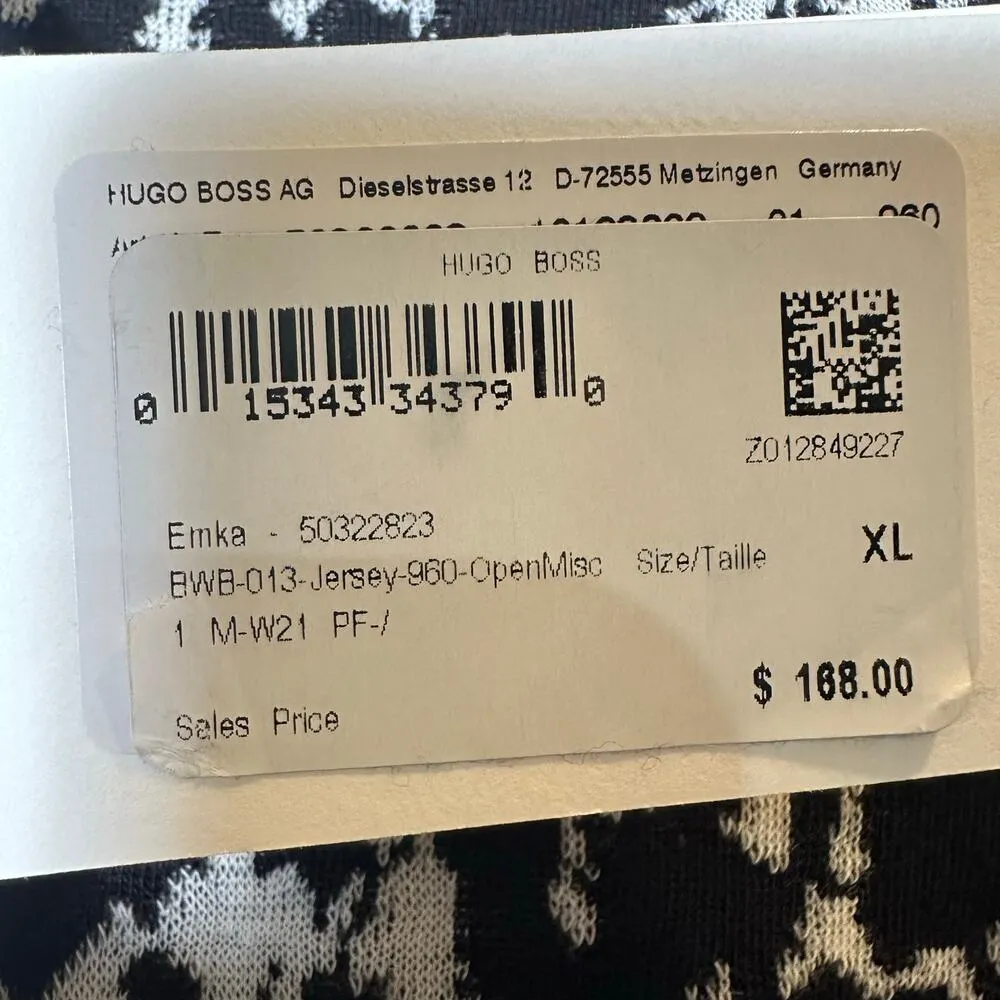 HUGO BOSS AG Dieselstrasse 12 D-72555 Metzingen Germany
HUGO BOSS
0 15343 34379 0
Z012849227
Emka - 50322823
BWB-013-Jersey-960-OpenMisc Size/Taille XL
1 M-W21 PF-/
$ 168.00
Sales Price